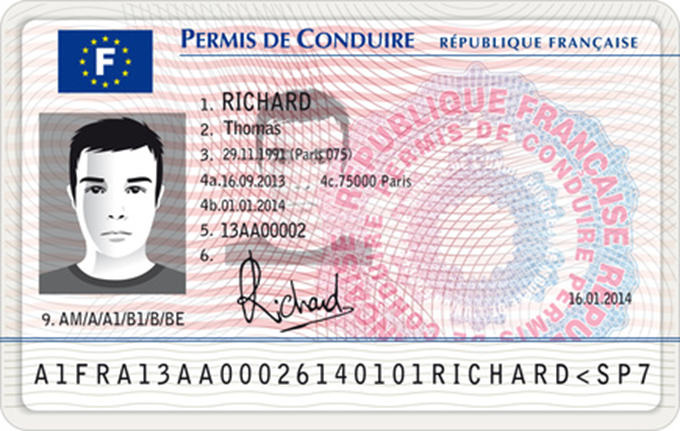 F
PERMIS DE CONDUIRE RÉPUBLIQUE FRANÇAISE
1. RICHARD
2. Thomas
3. 29.11.1991 (Paris 075)
4a.16.09.2013 4c.75000 Paris
4b.01.01.2014
5. 13AA00002
6.
Richard
RÉPUBLIQUE FRANÇAISE
PERMIS DE CONDUIRE
16.01.2014
9. AM/A/A1/B1/B/BE
A1FRA13AA00026140101RICHARD<SP7